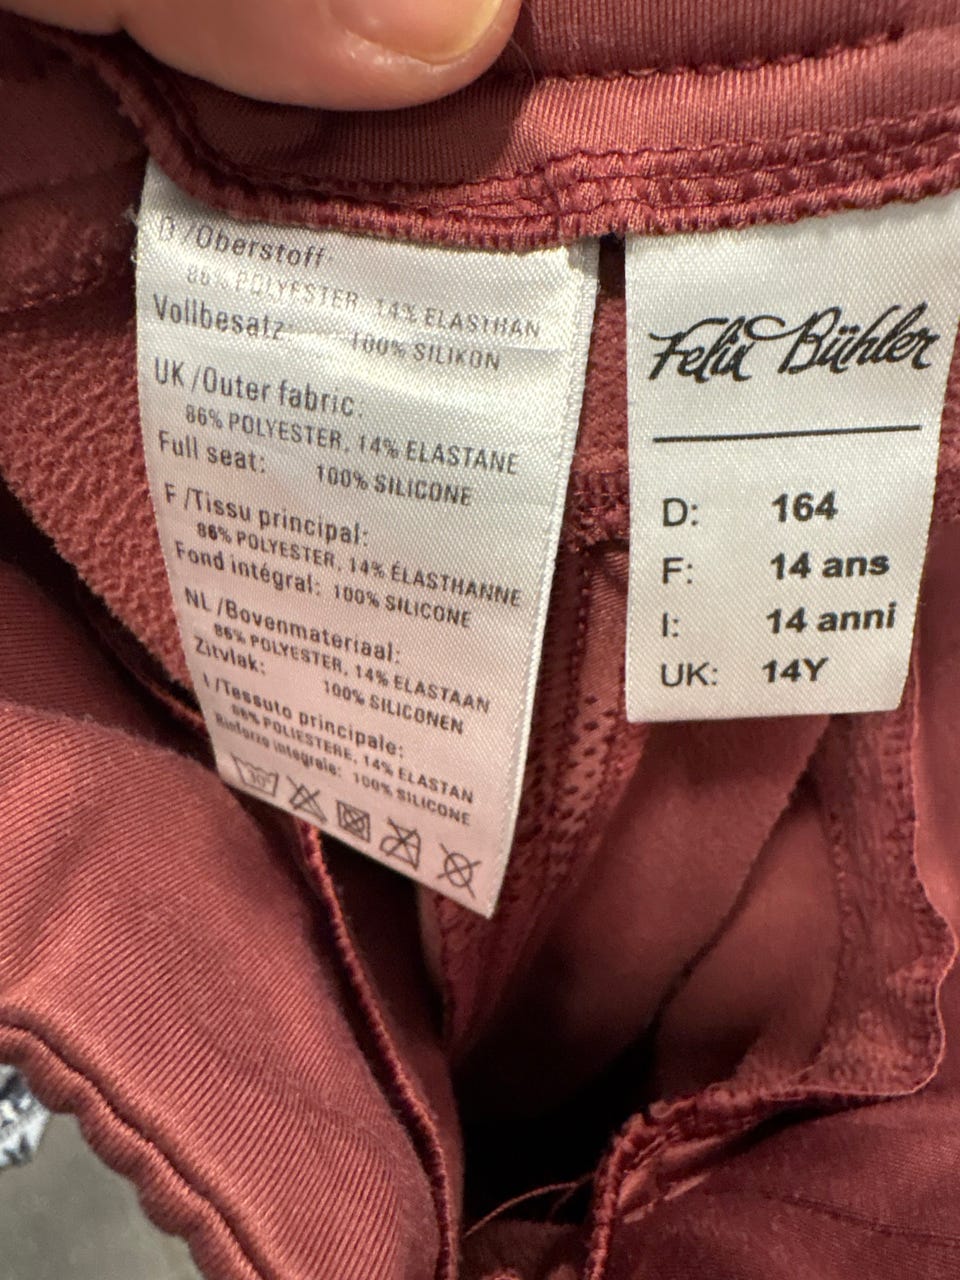 D /Oberstoff:
86% POLYESTER, 14% ELASTHAN
Vollbesatz: 100% SILIKON
UK /Outer fabric:
86% POLYESTER, 14% ELASTANE
Full seat: 100% SILICONE
F /Tissu principal:
86% POLYESTER, 14% ÉLASTHANNE
Fond intégral: 100% SILICONE
NL /Bovenmateriaal:
86% POLYESTER, 14% ELASTAAN
Zitvlak: 100% SILICONEN
I /Tessuto principale:
86% POLIESTERE, 14% ELASTAN
Rinforzo integrale: 100% SILICONE
30°
Felix Bühler
D: 164
F: 14 ans
I: 14 anni
UK: 14Y